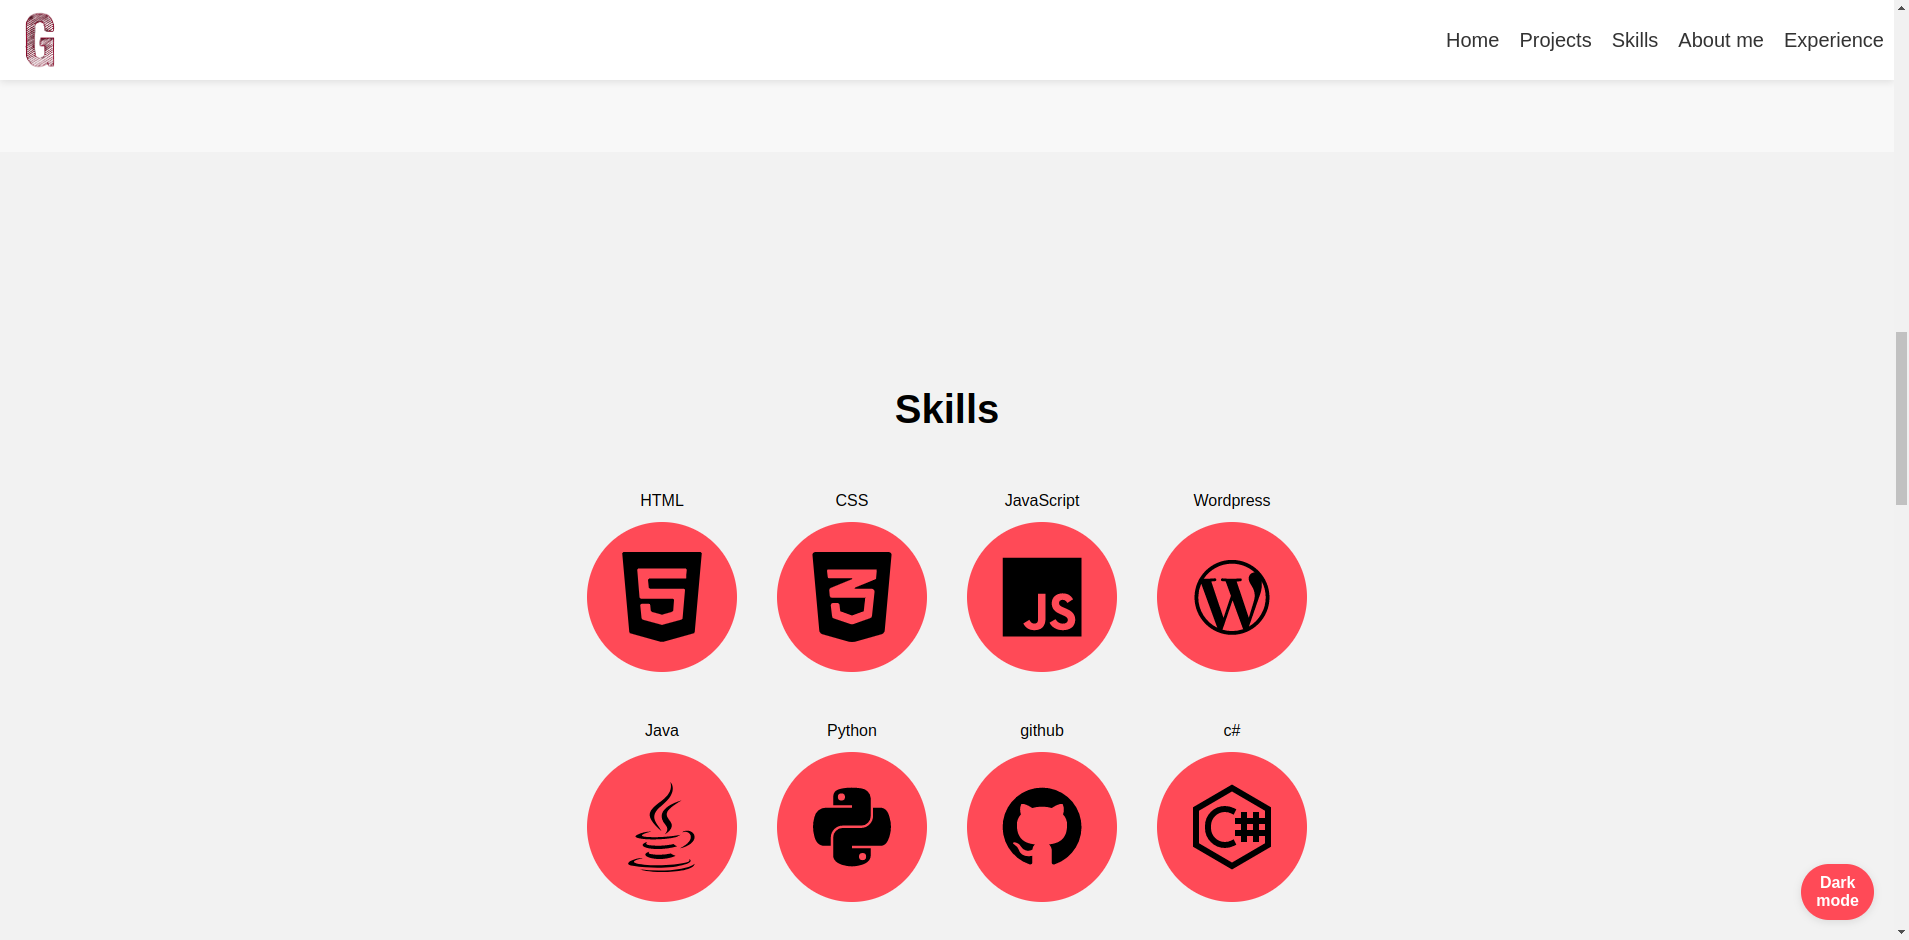 G
Home Projects Skills About me Experience
Skills
HTML CSS JavaScript Wordpress
5 3 JS W
Java Python github c#
C#
Dark
mode